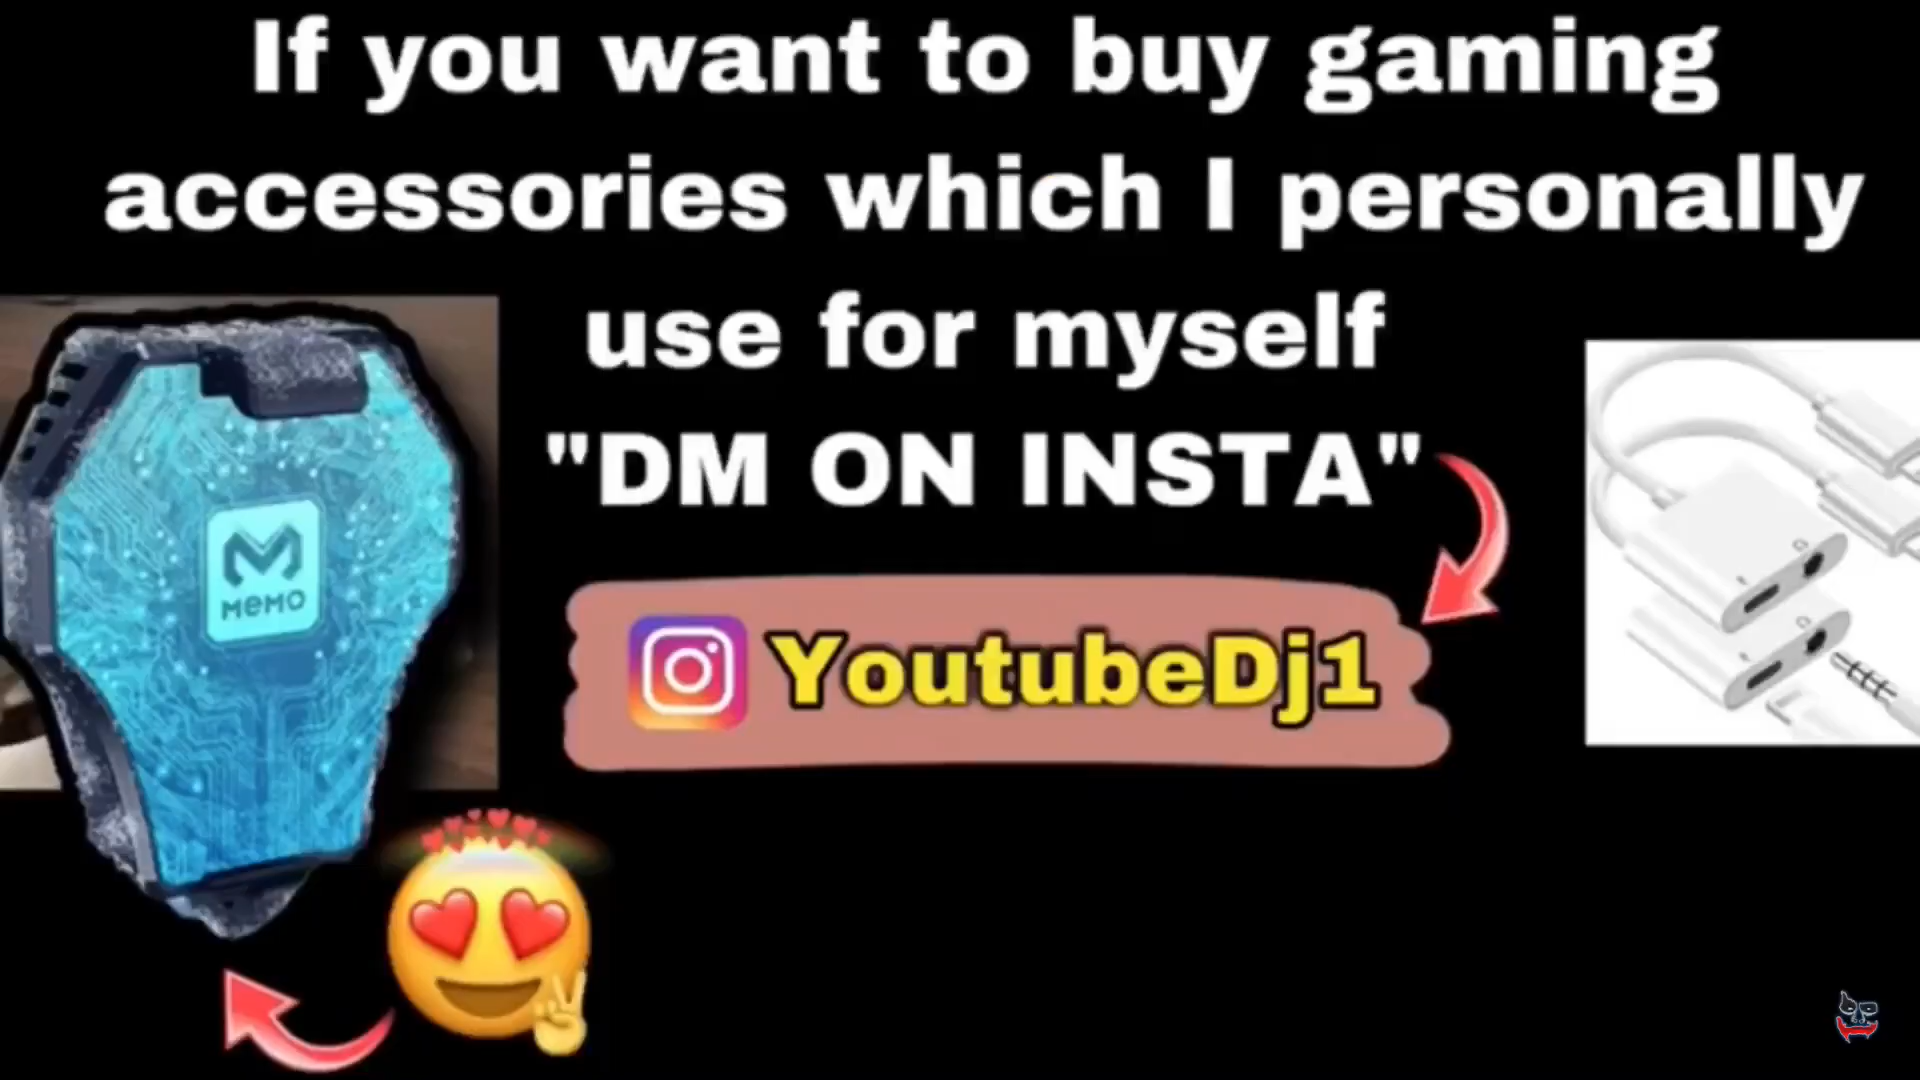 If you want to buy gaming
accessories which I personally
use for myself
"DM ON INSTA"
YoutubeDj1
M
MEMO